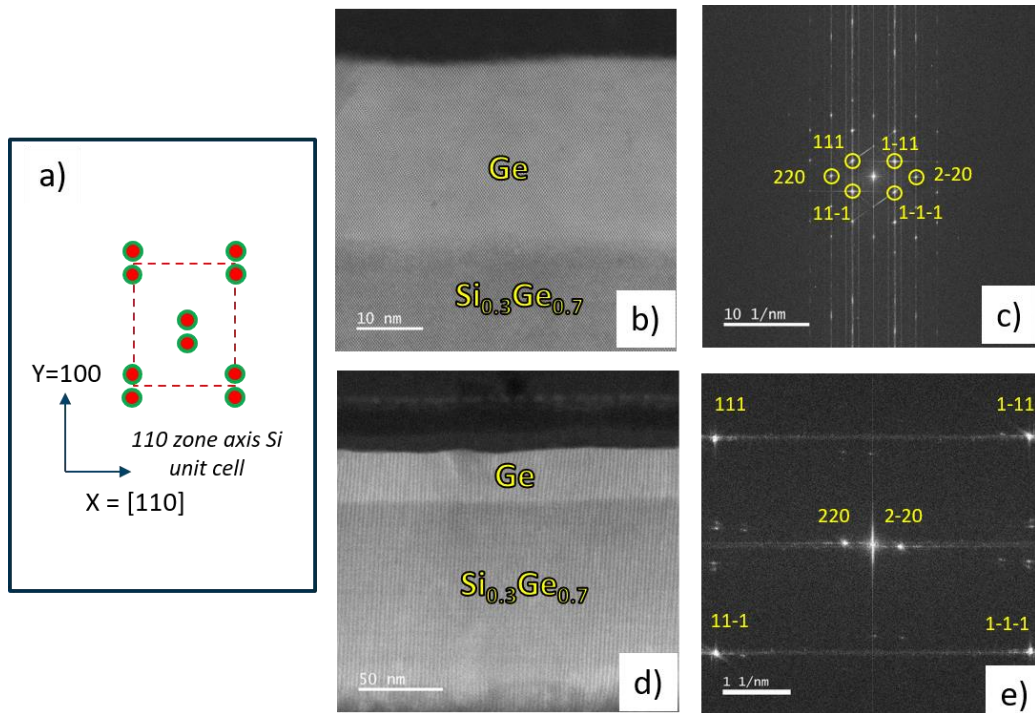 a)
Y=100
110 zone axis Si
unit cell
X = [110]
Ge
Si0.3Ge0.7
10 nm
b)
111
1-11
220
2-20
11-1
1-1-1
10 1/nm
c)
Ge
Si0.3Ge0.7
50 nm
d)
111
1-11
220
2-20
11-1
1-1-1
1 1/nm
e)